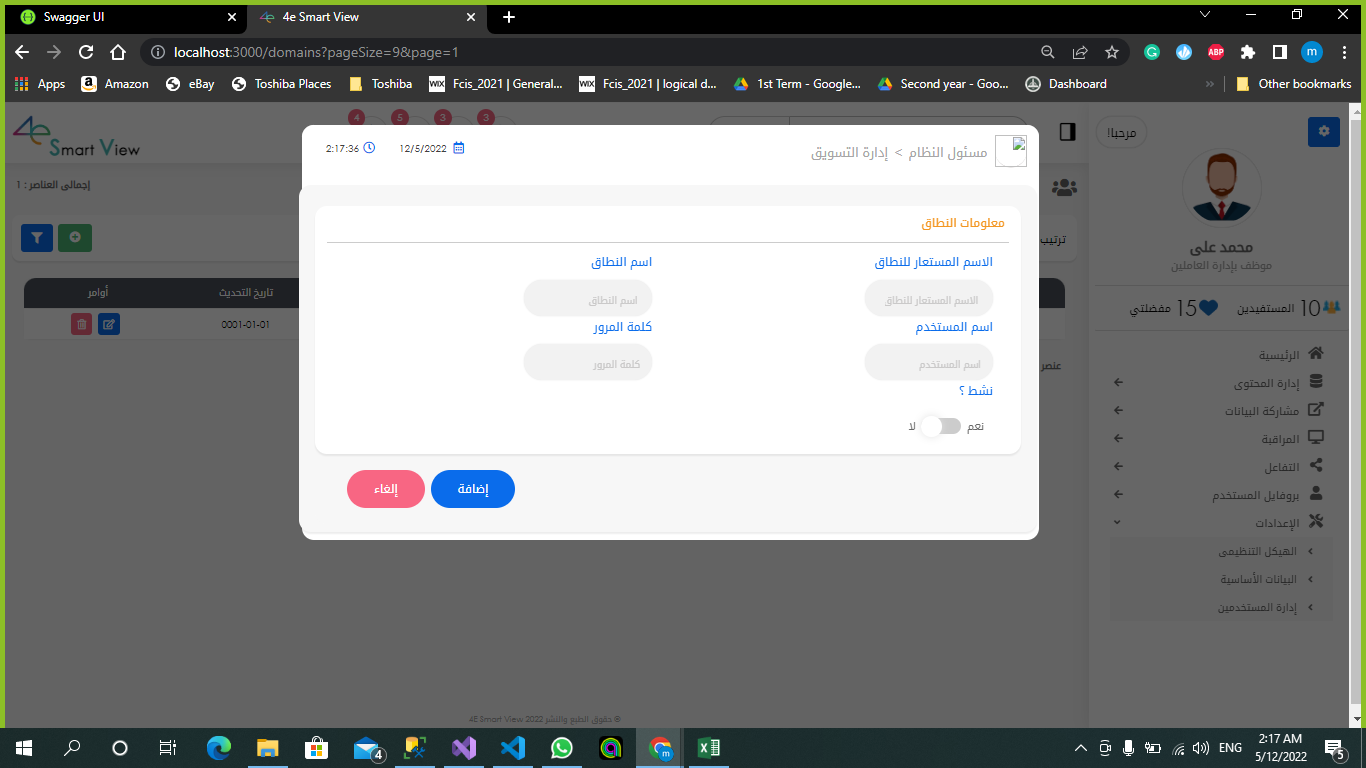 Swagger UI
4e Smart View
localhost:3000/domains?pageSize=9&page=1
ABP
m
Apps
Amazon
eBay
Toshiba Places
Toshiba
WIX
Fcis_2021 | General...
WIX
Fcis_2021 | logical d...
1st Term - Google...
Second year - Goo...
Dashboard
Other bookmarks
4e Smart View
4
5
3
3
مرحبا!
مسئول النظام > إدارة التسويق
12/5/2022
2:17:36
إجمالى العناصر : 1
ترتيب
معلومات النطاق
الاسم المستعار للنطاق
اسم النطاق
الاسم المستعار للنطاق
اسم النطاق
اسم المستخدم
كلمة المرور
اسم المستخدم
كلمة المرور
نشط ؟
نعم
لا
إضافة
إلغاء
تاريخ التحديث
أوامر
0001-01-01
عنصر
محمد على
موظف بإدارة العاملين
10 المستفيدين
15 مفضلتي
الرئيسية
إدارة المحتوى
مشاركة البيانات
المراقبة
التفاعل
بروفايل المستخدم
الإعدادات
الهيكل التنظيمى
البيانات الأساسية
إدارة المستخدمين
© حقوق الطبع والنشر 4E Smart View 2022
4
m
ENG
2:17 AM
5/12/2022
5